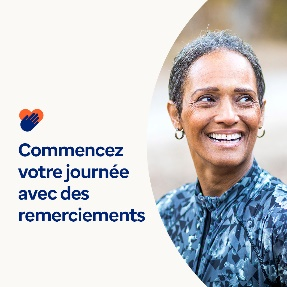 Commencez
votre journée
avec des
remerciements